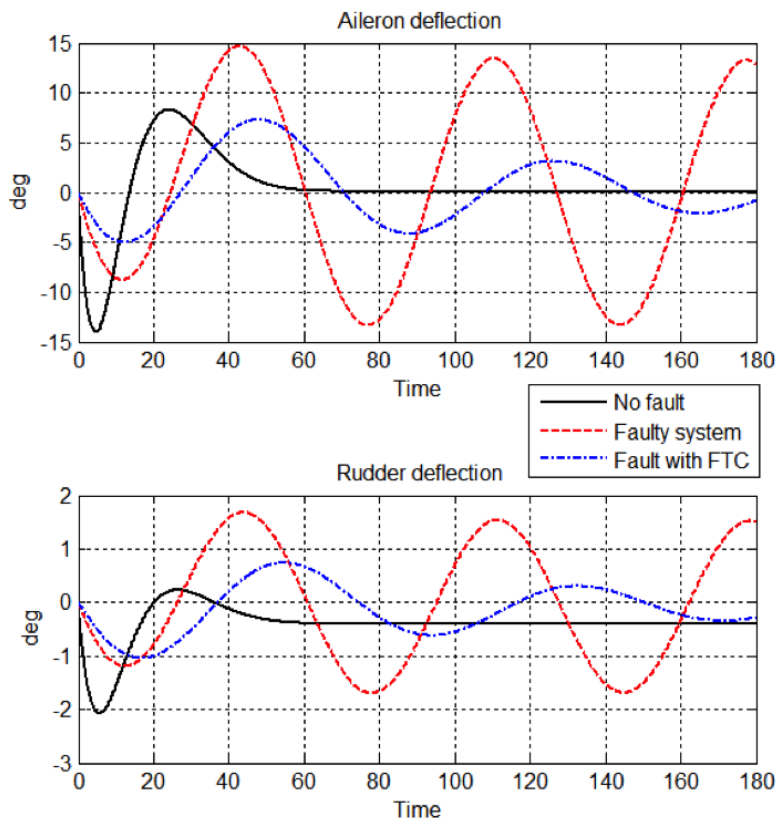 Aileron deflection
15
10
5
0
-5
-10
-15
deg
0 20 40 60 80 100 120 140 160 180
Time
No fault
Faulty system
Fault with FTC
Rudder deflection
2
1
0
-1
-2
-3
deg
0 20 40 60 80 100 120 140 160 180
Time